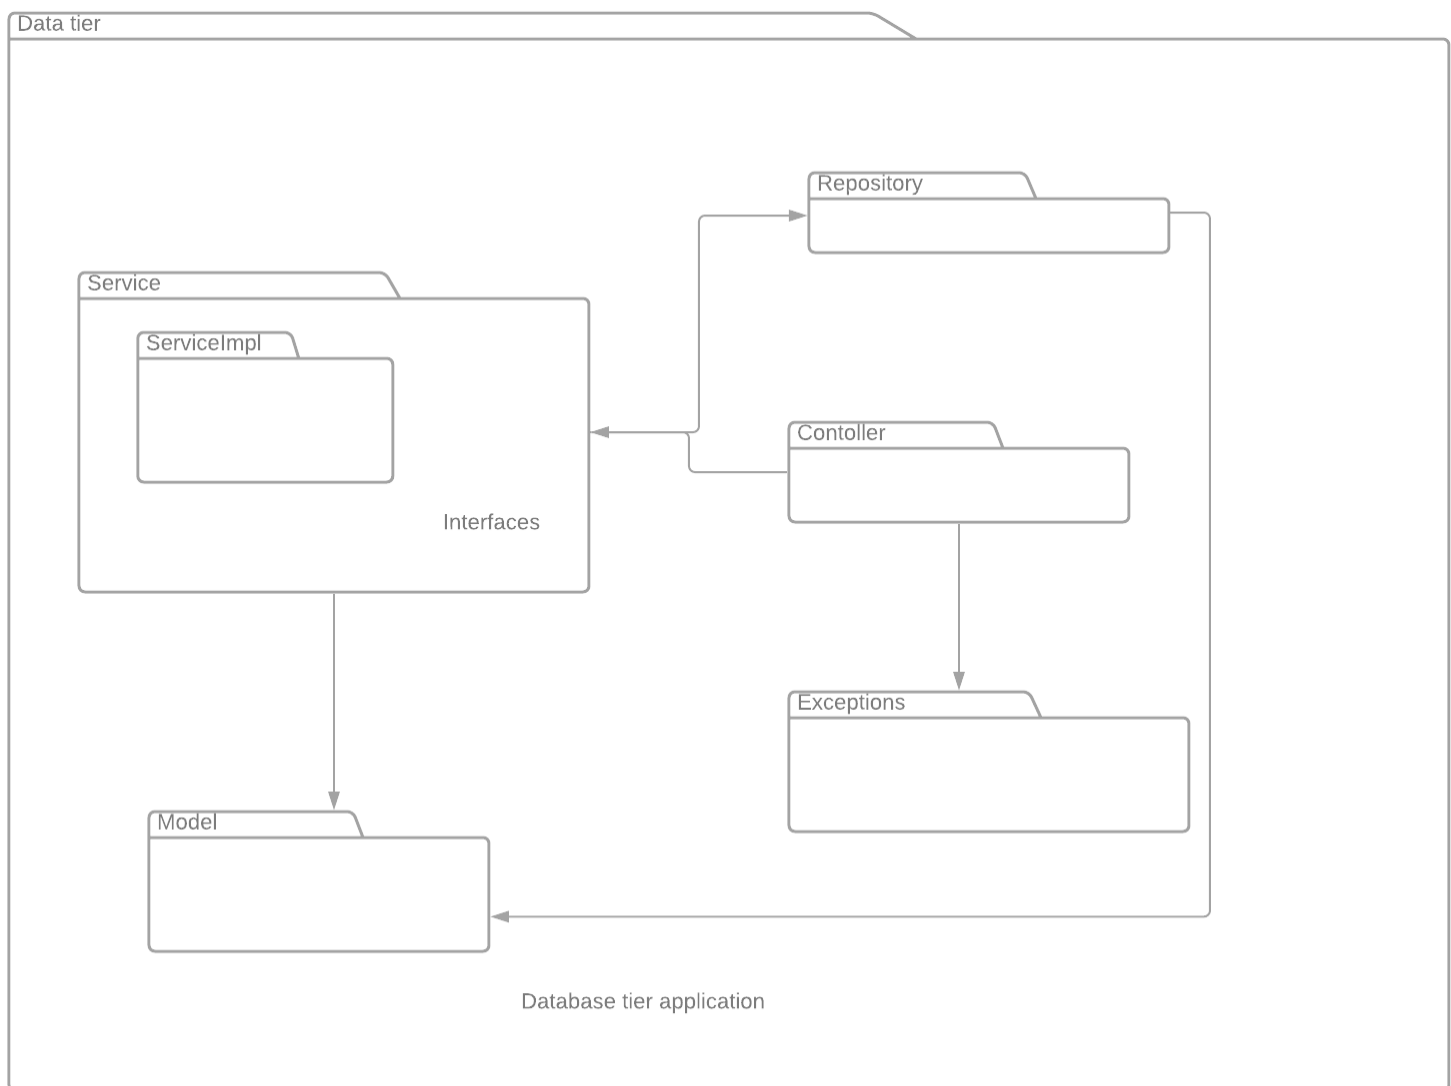 Data tier
Repository
Service
ServiceImpl
Contoller
Interfaces
Exceptions
Model
Database tier application